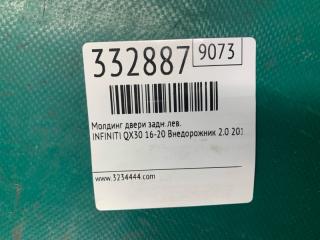 332887 9073
Молдинг двери задн.лев.
INFINITI QX30 16-20 Внедорожник 2.0 201
www.3234444.com